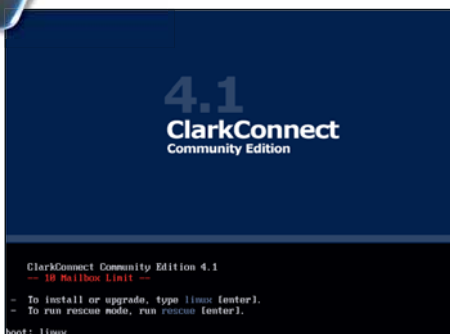 4.1
ClarkConnect
Community Edition
ClarkConnect Community Edition 4.1
-- 10 Mailbox Limit --
- To install or upgrade, type linux [enter].
- To run rescue mode, run rescue [enter].
boot: linux